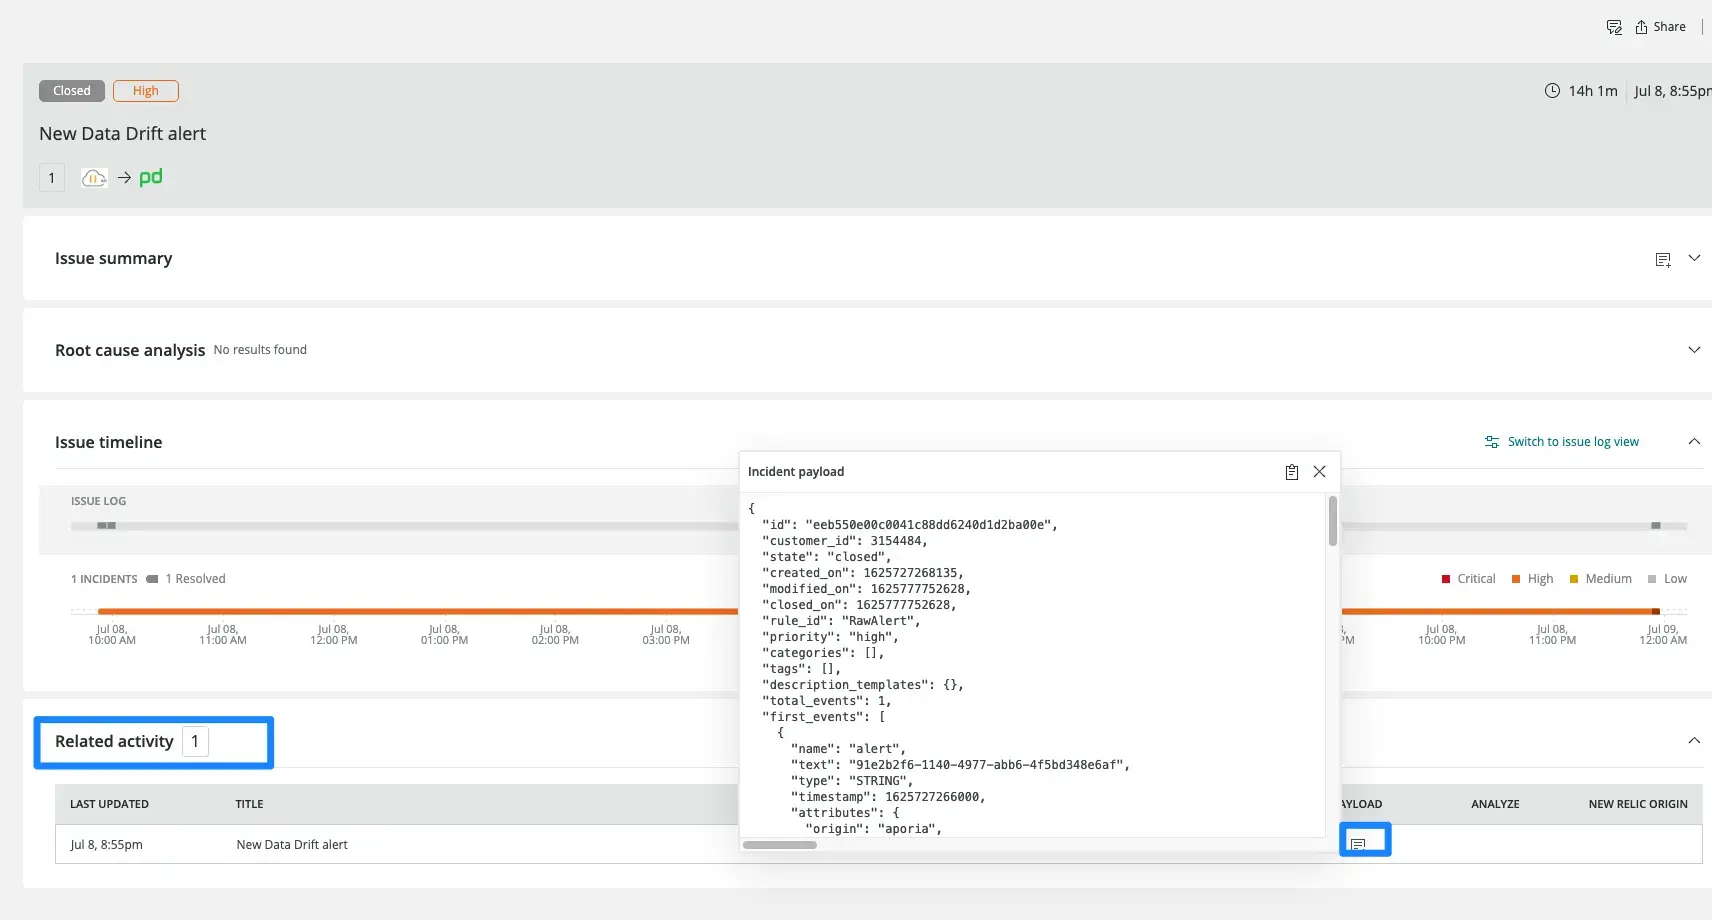 Share
Closed High
14h 1m Jul 8, 8:55pm
New Data Drift alert
1 pd
Issue summary
Root cause analysis No results found
Issue timeline
Switch to issue log view
ISSUE LOG
1 INCIDENTS 1 Resolved
Critical High Medium Low
Jul 08, 10:00 AM
Jul 08, 11:00 AM
Jul 08, 12:00 PM
Jul 08, 01:00 PM
Jul 08, 02:00 PM
Jul 08, 03:00 PM
PM
Jul 08, 10:00 PM
Jul 08, 11:00 PM
Jul 09, 12:00 AM
Incident payload
{
"id": "eeb550e00c0041c88dd6240d1d2ba00e",
"customer_id": 3154484,
"state": "closed",
"created_on": 1625727268135,
"modified_on": 1625777752628,
"closed_on": 1625777752628,
"rule_id": "RawAlert",
"priority": "high",
"categories": [],
"tags": [],
"description_templates": {},
"total_events": 1,
"first_events": [
{
"name": "alert",
"text": "91e2b2f6-1140-4977-abb6-4f5bd348e6af",
"type": "STRING",
"timestamp": 1625727266000,
"attributes": {
"origin": "aporia",
Related activity 1
LAST UPDATED TITLE AYLOAD ANALYZE NEW RELIC ORIGIN
Jul 8, 8:55pm New Data Drift alert